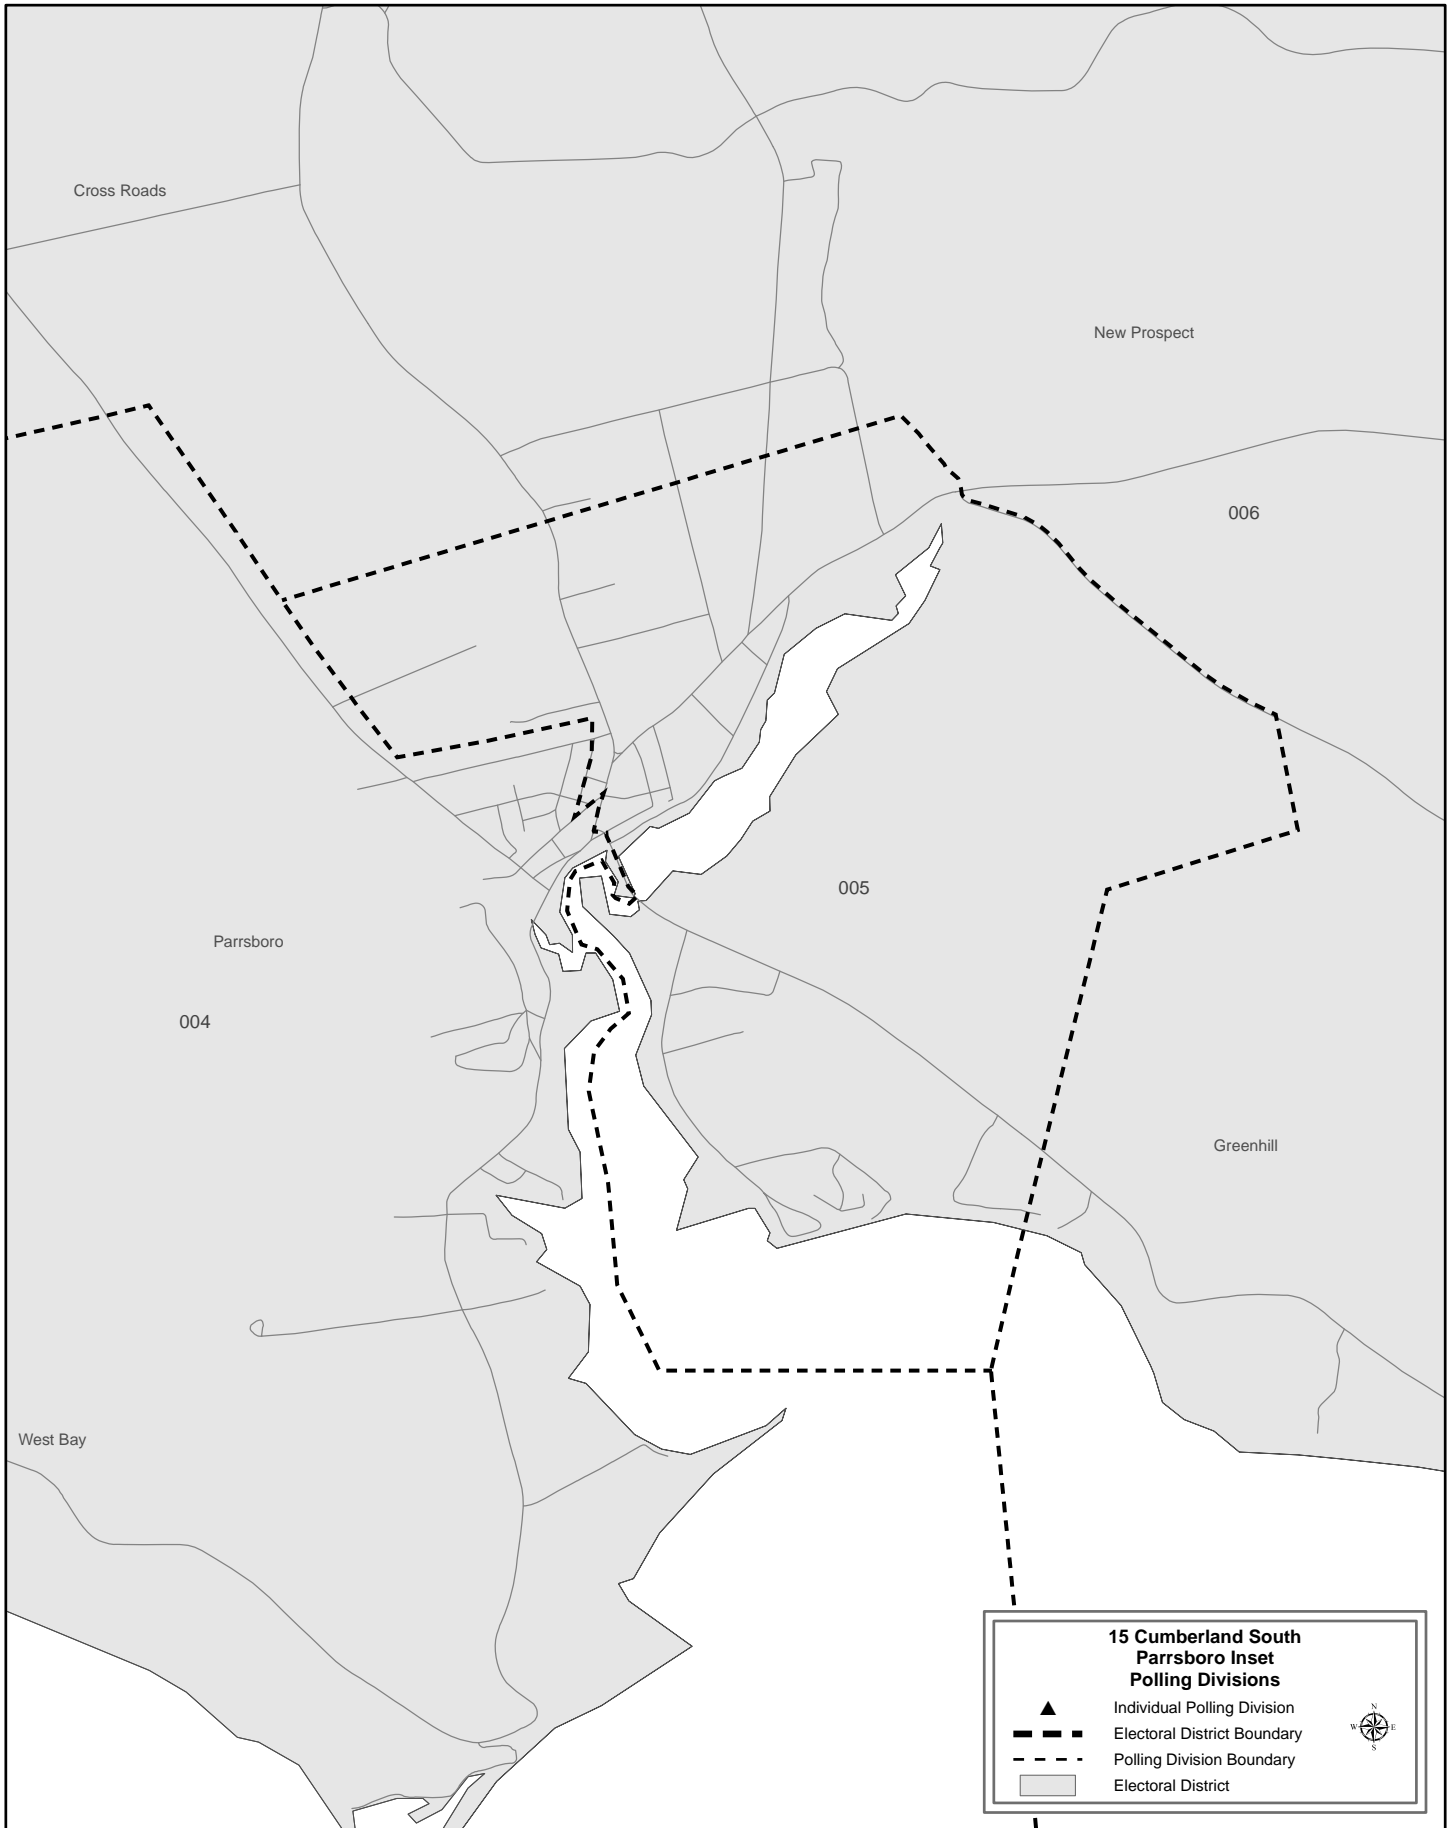 Cross Roads
New Prospect
006
005
Parrsboro
004
Greenhill
West Bay
15 Cumberland South
Parrsboro Inset
Polling Divisions
Individual Polling Division
Electoral District Boundary
Polling Division Boundary
Electoral District
N
W E
S